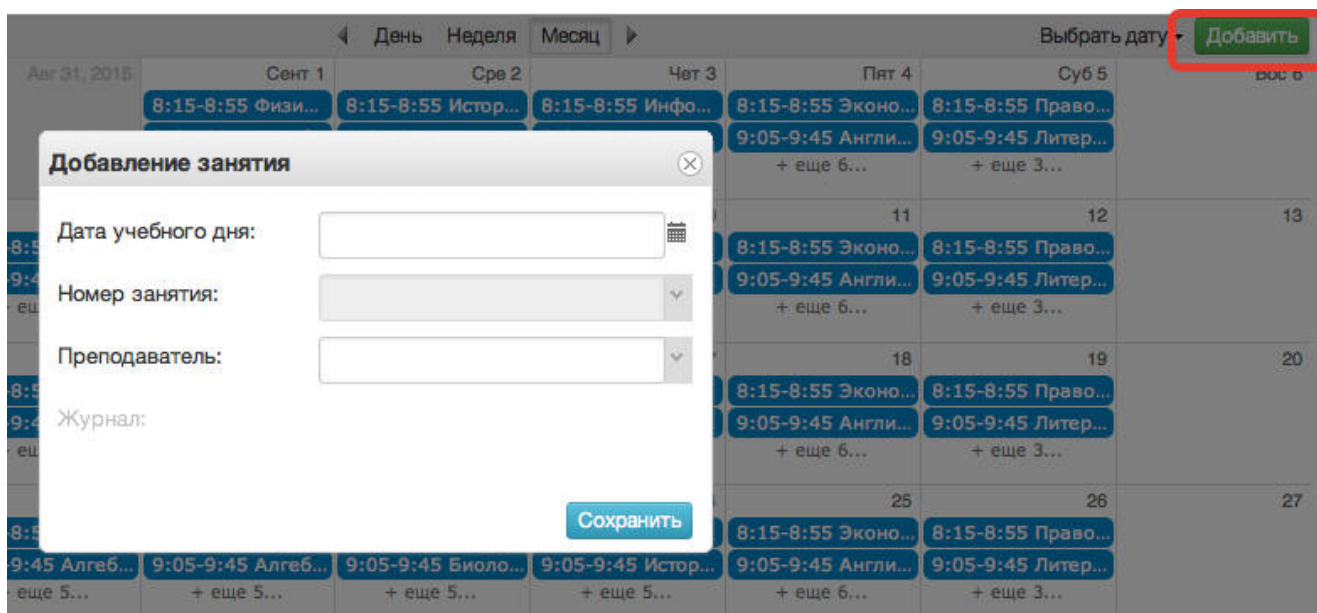 День Неделя Месяц Выбрать дату Добавить
Авг 31, 2015 Сент 1 Сре 2 Чет 3 Пят 4 Суб 5 Вос 6
8:15-8:55 Физи... 8:15-8:55 Истор... 8:15-8:55 Инфо... 8:15-8:55 Эконо... 8:15-8:55 Право...
9:05-9:45 Англи... 9:05-9:45 Литер...
+ еще 6... + еще 3...
Добавление занятия
Дата учебного дня:
Номер занятия:
Преподаватель:
Журнал:
Сохранить
11 12 13
8:15-8:55 Эконо... 8:15-8:55 Право...
9:05-9:45 Англи... 9:05-9:45 Литер...
+ еще 6... + еще 3...
18 19 20
8:15-8:55 Эконо... 8:15-8:55 Право...
9:05-9:45 Англи... 9:05-9:45 Литер...
+ еще 6... + еще 3...
25 26 27
8:15-8:55 Эконо... 8:15-8:55 Право...
9:45 Алгеб... 9:05-9:45 Алгеб... 9:05-9:45 Биоло... 9:05-9:45 Истор... 9:05-9:45 Англи... 9:05-9:45 Литер...
еще 5... + еще 5... + еще 5... + еще 5... + еще 6... + еще 3...